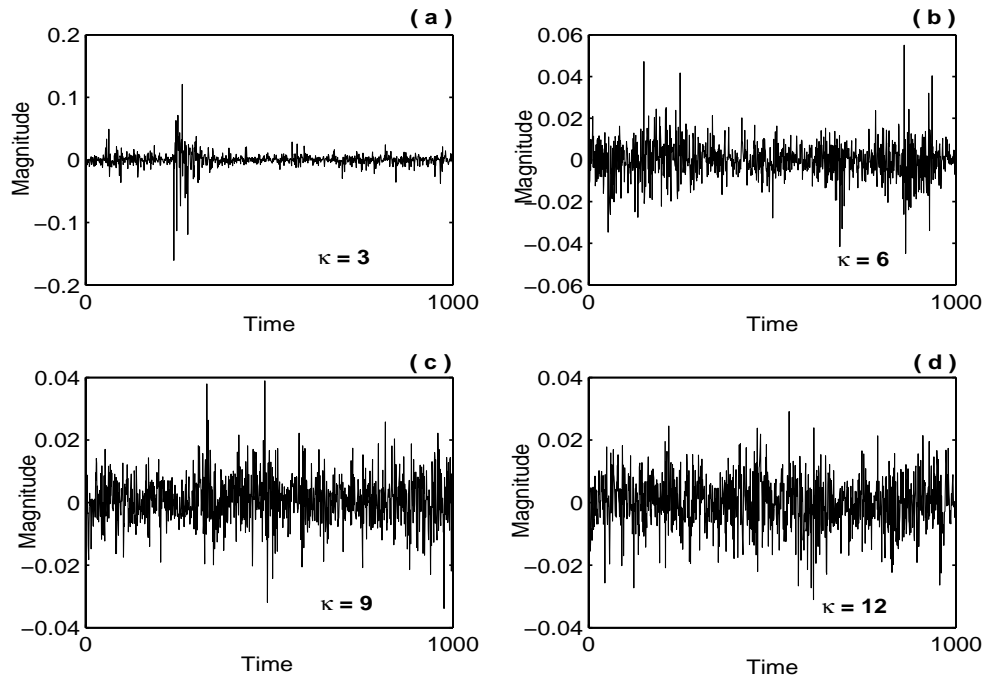 ( a )
0.2
0.1
0
−0.1
−0.2
Magnitude
κ = 3
0
1000
Time
( b )
0.06
0.04
0.02
0
−0.02
−0.04
−0.06
Magnitude
κ = 6
0
1000
Time
( c )
0.04
0.02
0
−0.02
−0.04
Magnitude
κ = 9
0
1000
Time
( d )
0.04
0.02
0
−0.02
−0.04
Magnitude
κ = 12
0
1000
Time